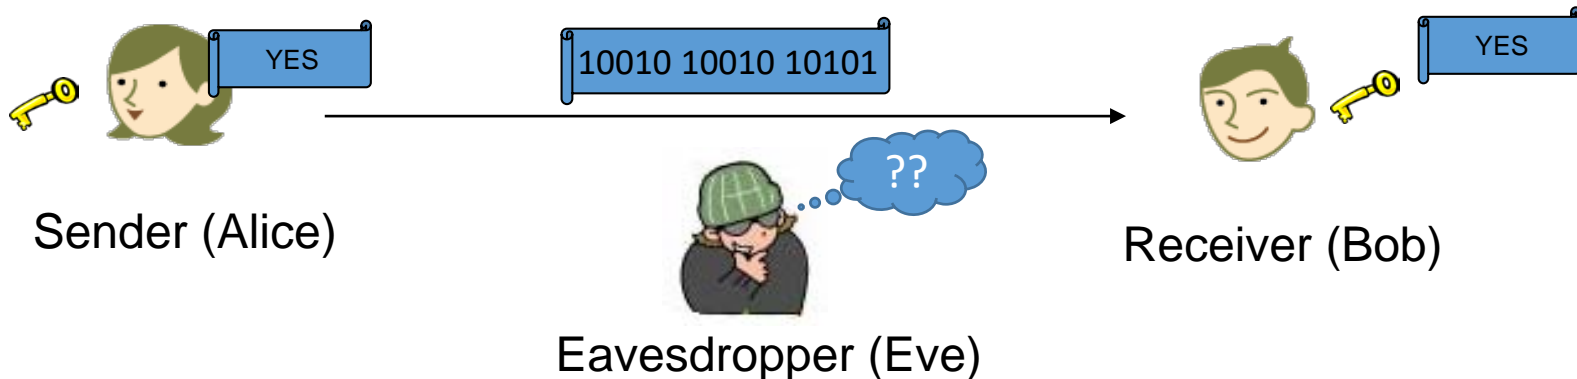 YES
10010 10010 10101
YES
??
Sender (Alice)
Receiver (Bob)
Eavesdropper (Eve)